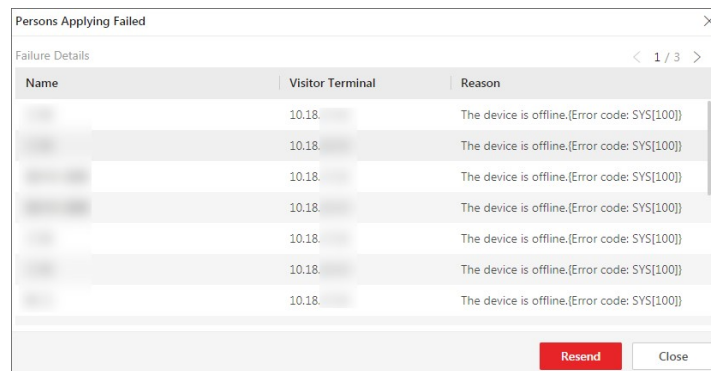 Persons Applying Failed
Failure Details
< 1 / 3 >
Name Visitor Terminal Reason
10.18. The device is offline.{Error code: SYS[100]}
10.18. The device is offline.{Error code: SYS[100]}
10.18. The device is offline.{Error code: SYS[100]}
10.18. The device is offline.{Error code: SYS[100]}
10.18. The device is offline.{Error code: SYS[100]}
10.18. The device is offline.{Error code: SYS[100]}
10.18. The device is offline.{Error code: SYS[100]}
Resend Close